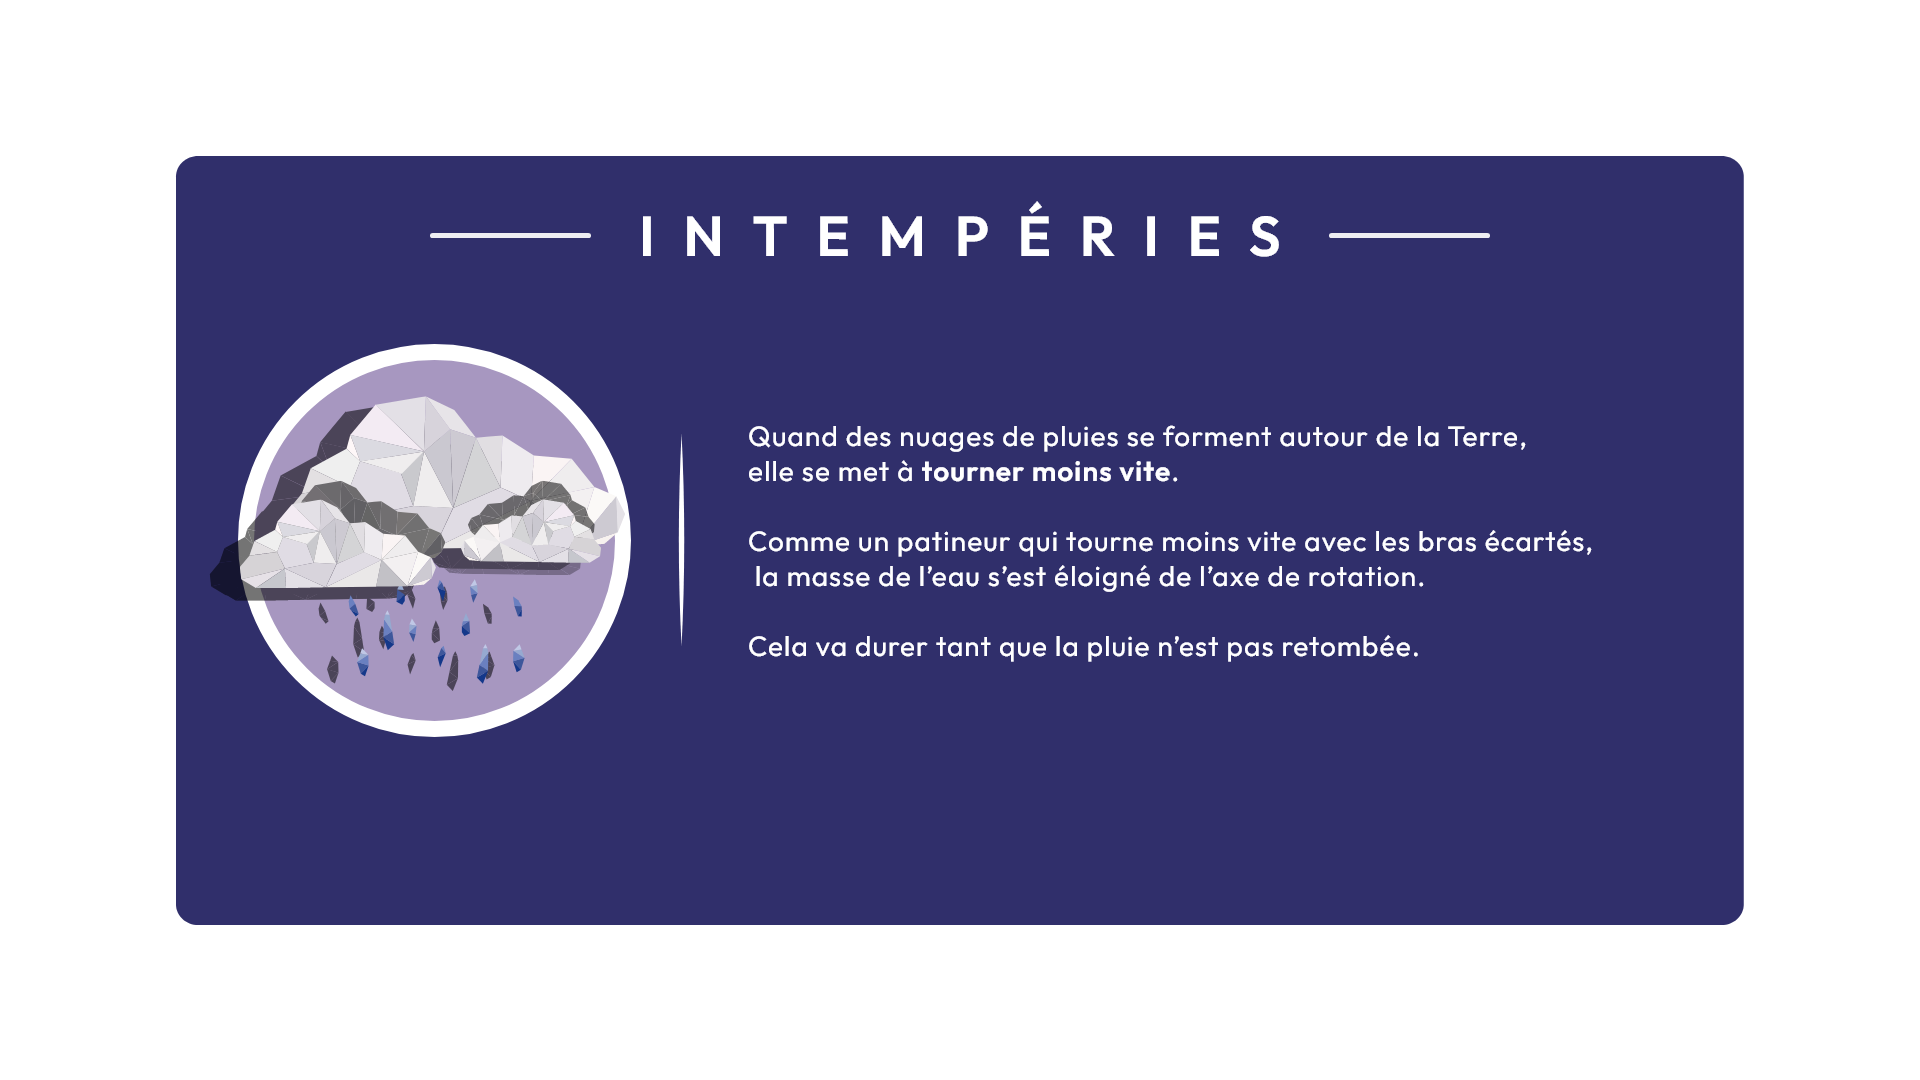 INTEMPÉRIES
Quand des nuages de pluies se forment autour de la Terre,
elle se met à tourner moins vite.
Comme un patineur qui tourne moins vite avec les bras écartés,
la masse de l’eau s’est éloigné de l’axe de rotation.
Cela va durer tant que la pluie n’est pas retombée.